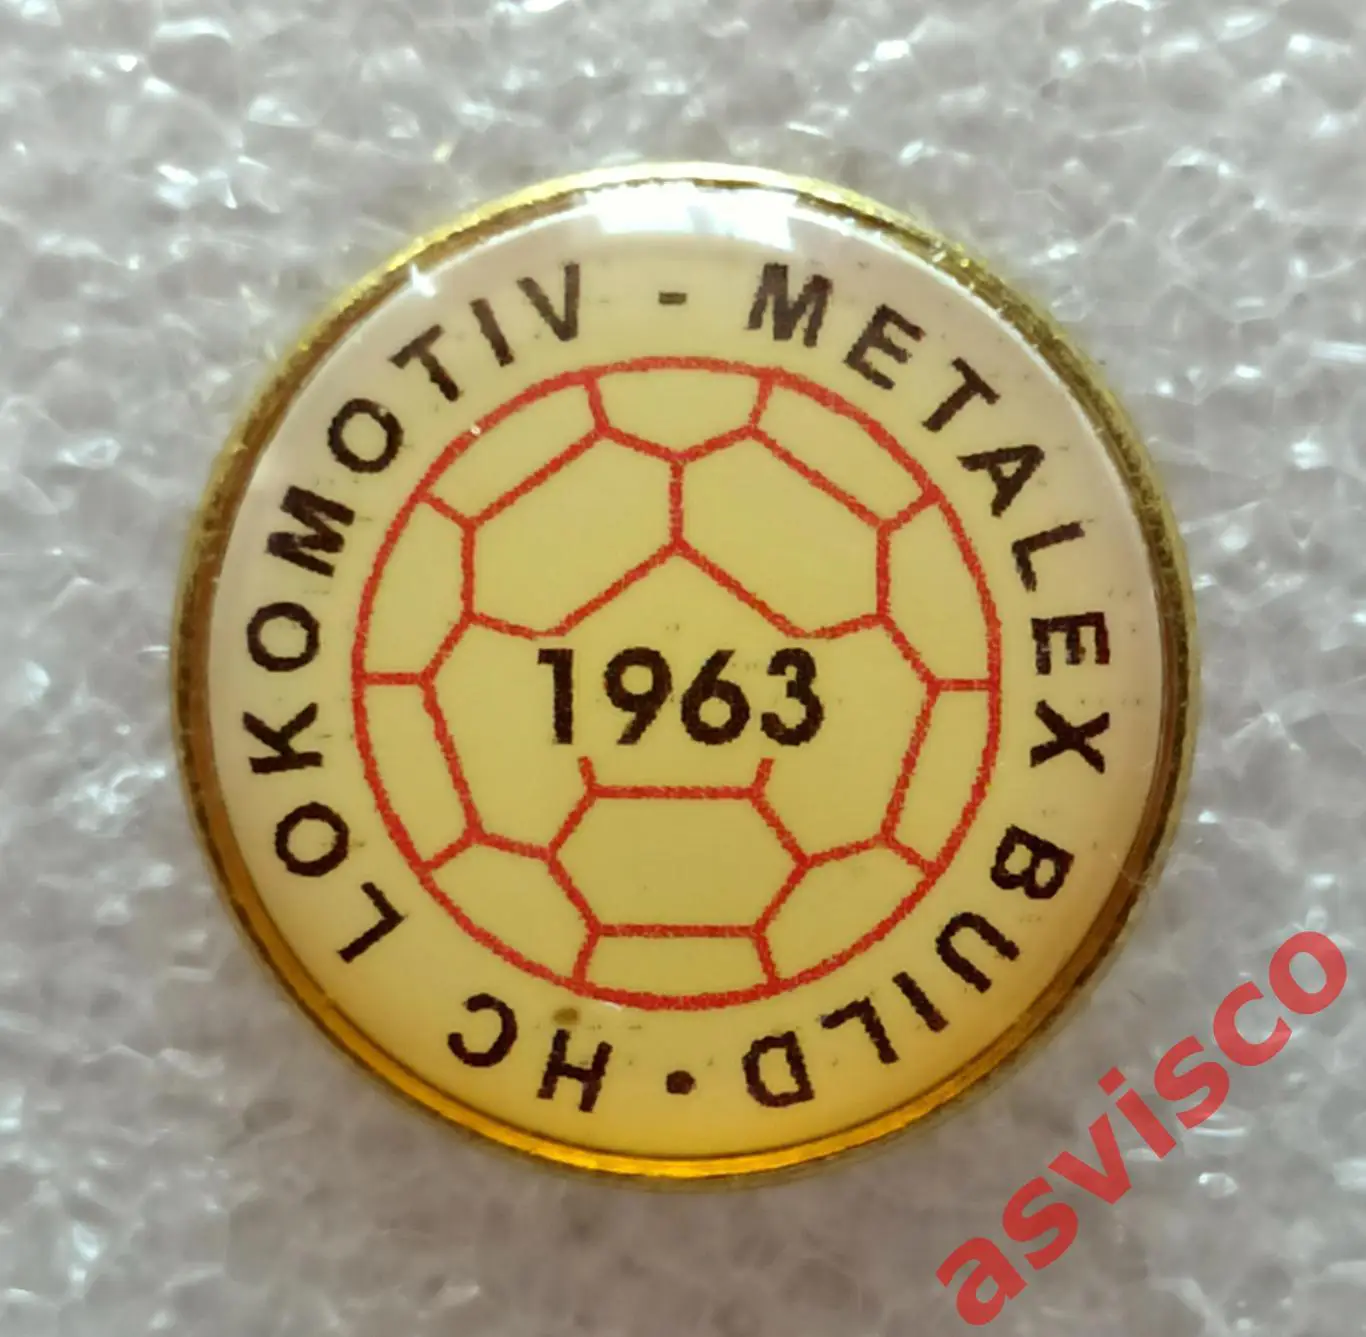 HC LOKOMOTIV - METALEX BUILD •
1963
asvisco